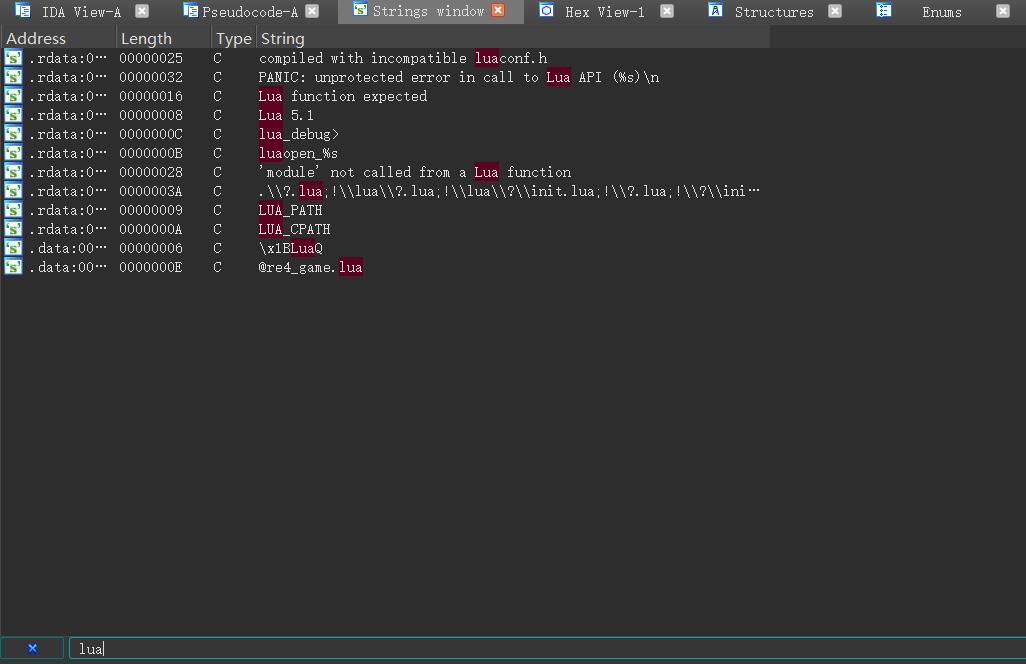 IDA View-A Pseudocode-A Strings window Hex View-1 Structures Enums
Address Length Type String
.rdata:0… 00000025 C compiled with incompatible luaconf.h
.rdata:0… 00000032 C PANIC: unprotected error in call to Lua API (%s)\n
.rdata:0… 00000016 C Lua function expected
.rdata:0… 00000008 C Lua 5.1
.rdata:0… 0000000C C lua_debug>
.rdata:0… 0000000B C luaopen_%s
.rdata:0… 00000028 C 'module' not called from a Lua function
.rdata:0… 0000003A C .\\?.lua;!\\lua\\?.lua;!\\lua\\?\\init.lua;!\\?.lua;!\\?\\ini…
.rdata:0… 00000009 C LUA_PATH
.rdata:0… 0000000A C LUA_CPATH
.data:00… 00000006 C \x1BLuaQ
.data:00… 0000000E C @re4_game.lua
lua